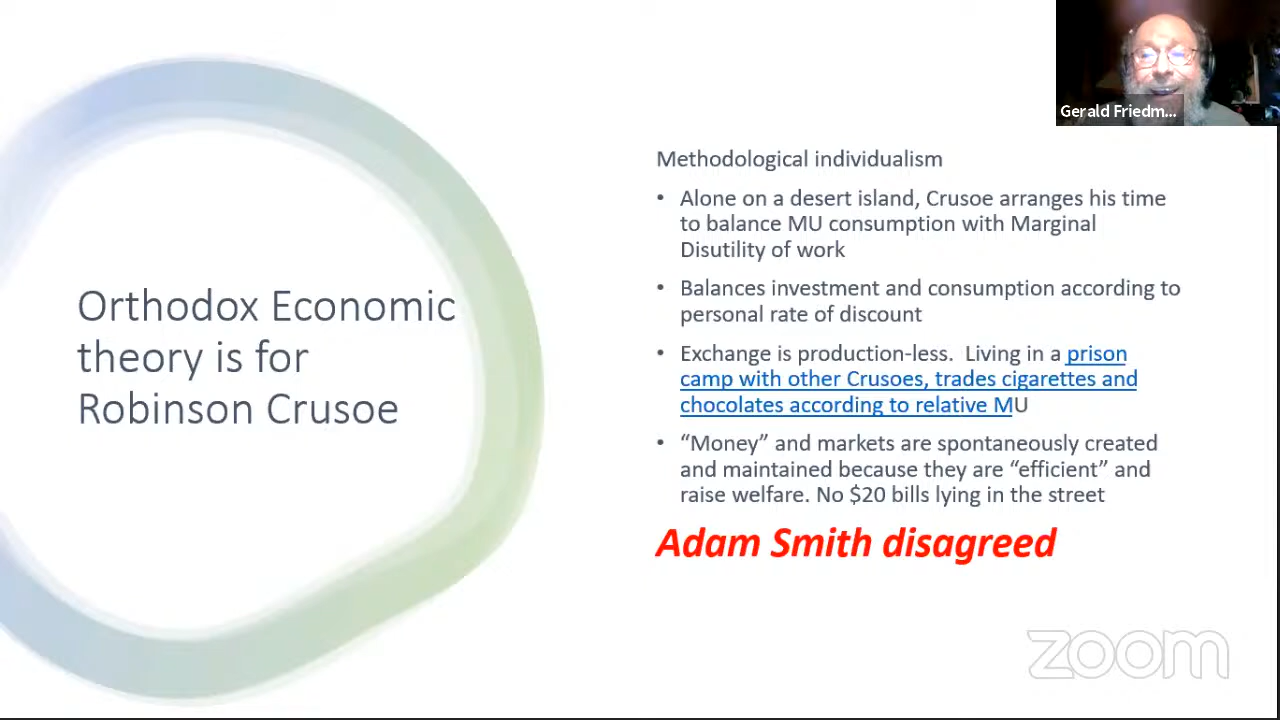 Gerald Friedm...
Methodological individualism
• Alone on a desert island, Crusoe arranges his time
to balance MU consumption with Marginal
Disutility of work
• Balances investment and consumption according to
personal rate of discount
• Exchange is production-less.  Living in a prison
camp with other Crusoes, trades cigarettes and
chocolates according to relative MU
• “Money” and markets are spontaneously created
and maintained because they are “efficient” and
raise welfare. No $20 bills lying in the street
Adam Smith disagreed
Orthodox Economic
theory is for
Robinson Crusoe
zoom